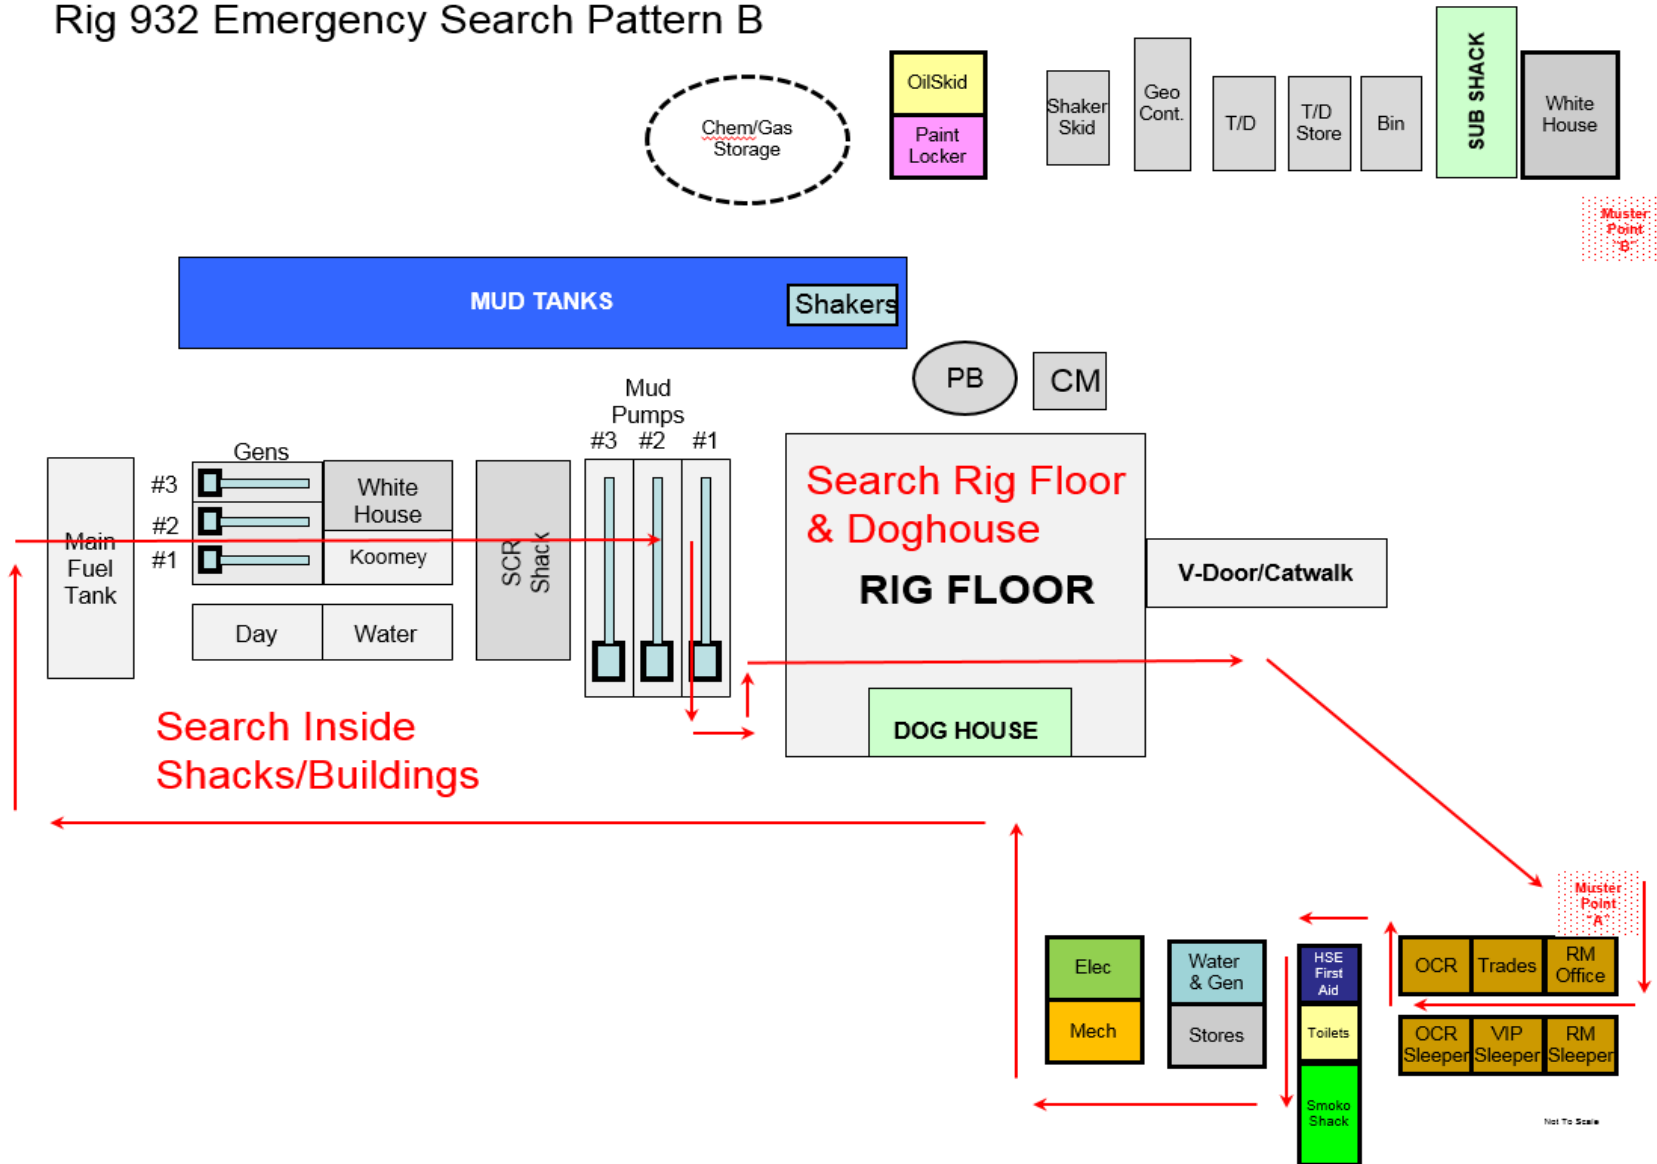 Rig 932 Emergency Search Pattern B
OilSkid
Paint
Locker
Chem/Gas
Storage
Shaker
Skid
Geo
Cont.
T/D
T/D
Store
Bin
SUB SHACK
White
House
Muster
Point
"B"
MUD TANKS
Shakers
PB
CM
Mud
Pumps
#3 #2 #1
Gens
#3
#2
#1
White
House
Koomey
Main
Fuel
Tank
Day
Water
SCR
Shack
Search Rig Floor
& Doghouse
RIG FLOOR
V-Door/Catwalk
DOG HOUSE
Search Inside
Shacks/Buildings
Muster
Point
"A"
Elec
Mech
Water
& Gen
Stores
HSE
First
Aid
Toilets
Smoko
Shack
OCR
Trades
RM
Office
OCR
Sleeper
VIP
Sleeper
RM
Sleeper
Not To Scale